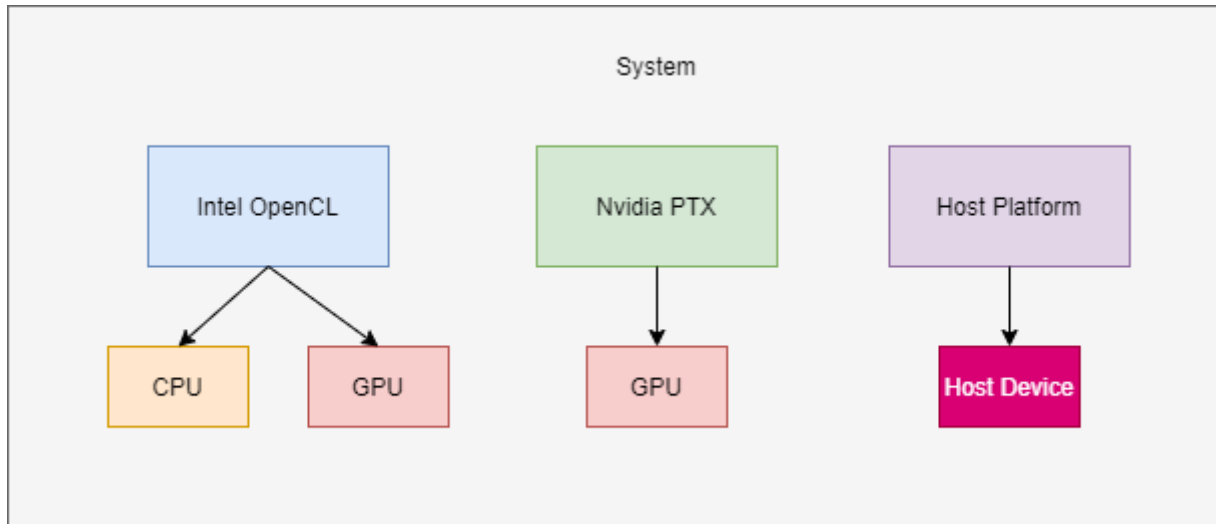 System
Intel OpenCL
Nvidia PTX
Host Platform
CPU
GPU
GPU
Host Device